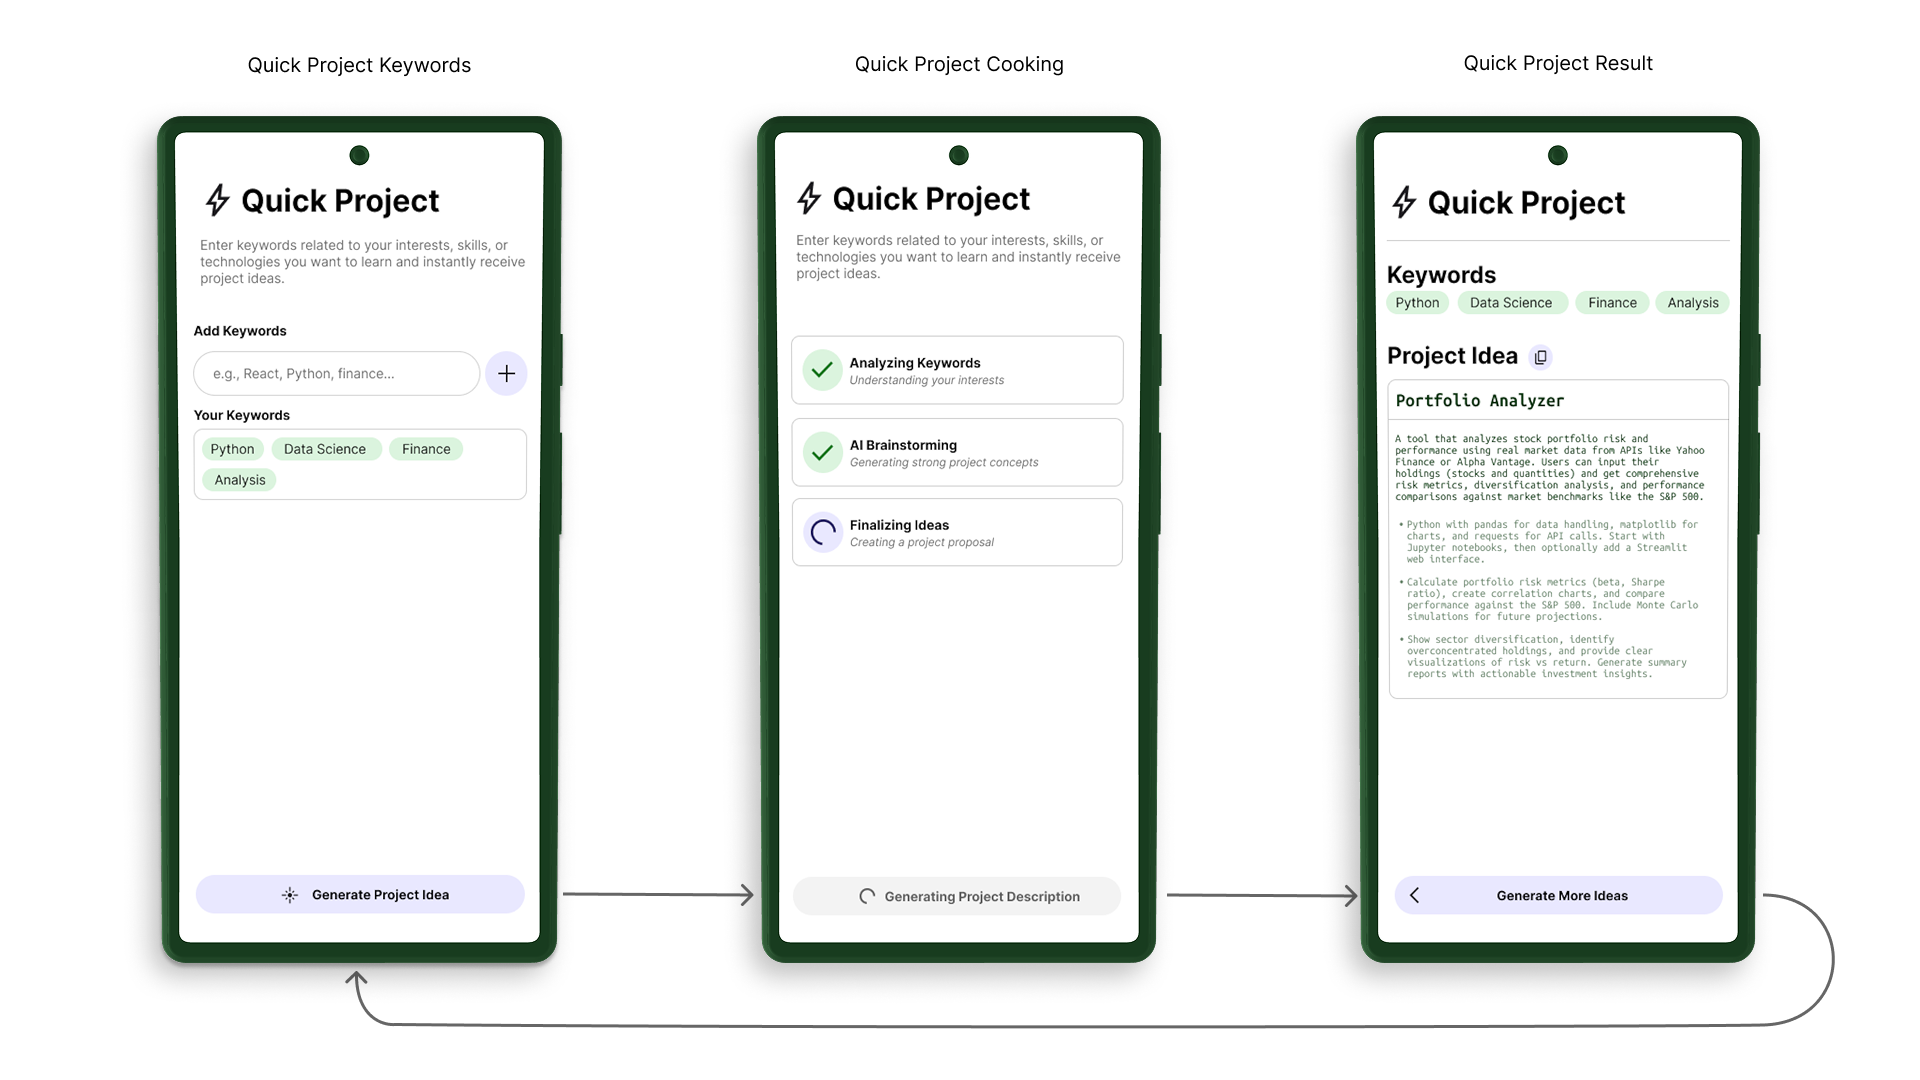 Quick Project Keywords
Quick Project
Enter keywords related to your interests, skills, or
technologies you want to learn and instantly receive
project ideas.
Add Keywords
e.g., React, Python, finance...
Your Keywords
Python Data Science Finance
Analysis
Generate Project Idea
Quick Project Cooking
Quick Project
Enter keywords related to your interests, skills, or
technologies you want to learn and instantly receive
project ideas.
Analyzing Keywords
Understanding your interests
AI Brainstorming
Generating strong project concepts
Finalizing Ideas
Creating a project proposal
Generating Project Description
Quick Project Result
Quick Project
Keywords
Python Data Science Finance Analysis
Project Idea
Portfolio Analyzer
A tool that analyzes stock portfolio risk and
performance using real market data from APIs like Yahoo
Finance or Alpha Vantage. Users can input their
holdings (stocks and quantities) and get comprehensive
risk metrics, diversification analysis, and performance
comparisons against market benchmarks like the S&P 500.
• Python with pandas for data handling, matplotlib for
charts, and requests for API calls. Start with
Jupyter notebooks, then optionally add a Streamlit
web interface.
• Calculate portfolio risk metrics (beta, Sharpe
ratio), create correlation charts, and compare
performance against the S&P 500. Include Monte Carlo
simulations for future projections.
• Show sector diversification, identify
overconcentrated holdings, and provide clear
visualizations of risk vs return. Generate summary
reports with actionable investment insights.
Generate More Ideas